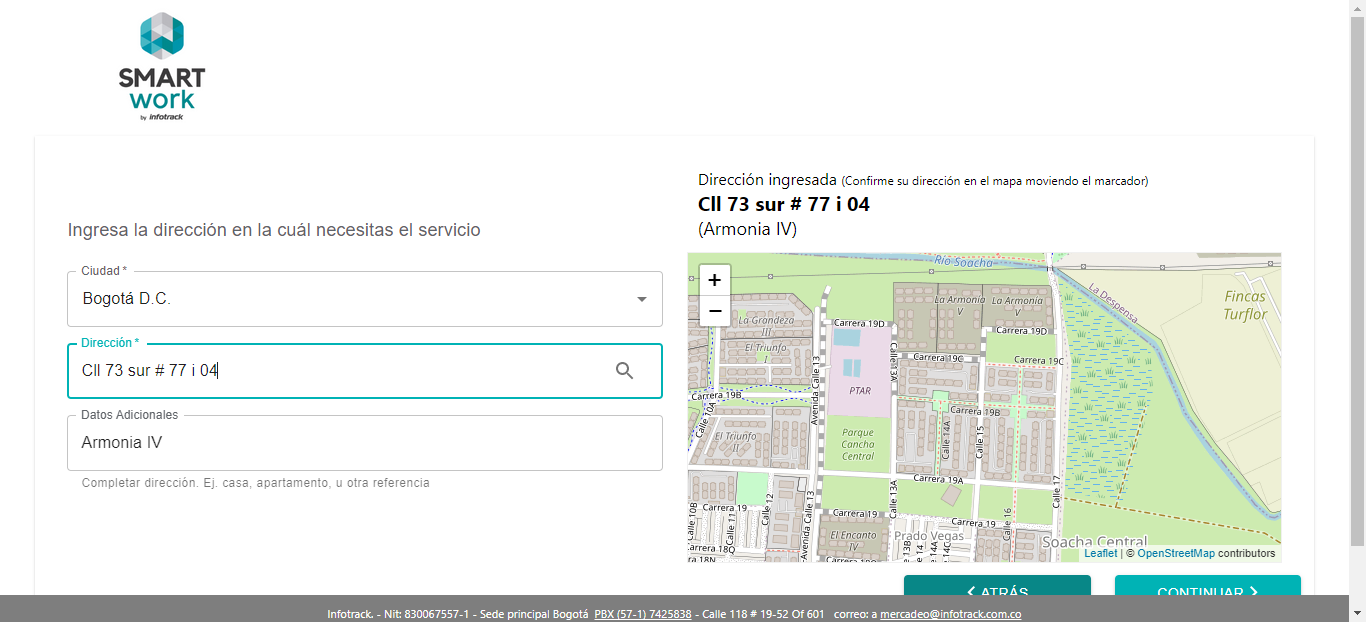 SMART
work
by infotrack
Dirección ingresada (Confirme su dirección en el mapa moviendo el marcador)
Cll 73 sur # 77 i 04
(Armonia IV)
Ingresa la dirección en la cuál necesitas el servicio
Ciudad *
Bogotá D.C.
Dirección *
Cll 73 sur # 77 i 04
Datos Adicionales
Armonia IV
Completar dirección. Ej. casa, apartamento, u otra referencia
+
−
Río Soacha
La Despensa
Fincas
Turflor
La Grandeza
III
La Armonia
V
La Armonia
V
Carrera 19D
Carrera 19D
El Triunfo
I
Carrera 19C
Carrera 19C
Calle 13A
Avenida Calle 13
PTAR
Carrera 19B
Carrera 19B
Calle 10A
El Triunfo
II
Parque
Cancha
Central
Calle 14A
Calle 15
Carrera 19A
Calle 17
Calle 13A
Carrera 19
Calle 12
Avenida Calle 13
Carrera 19
Carrera 19
Calle 16
Calle 10B
Calle 11
El Encanto
IV
Prado Vegas
Soacha Central
Carrera 18Q
Leaflet | © OpenStreetMap contributors
ATRÁS
CONTINUAR
Infotrack. - Nit: 830067557-1 - Sede principal Bogotá PBX (57-1) 7425838 - Calle 118 # 19-52 Of 601 correo: a mercadeo@infotrack.com.co